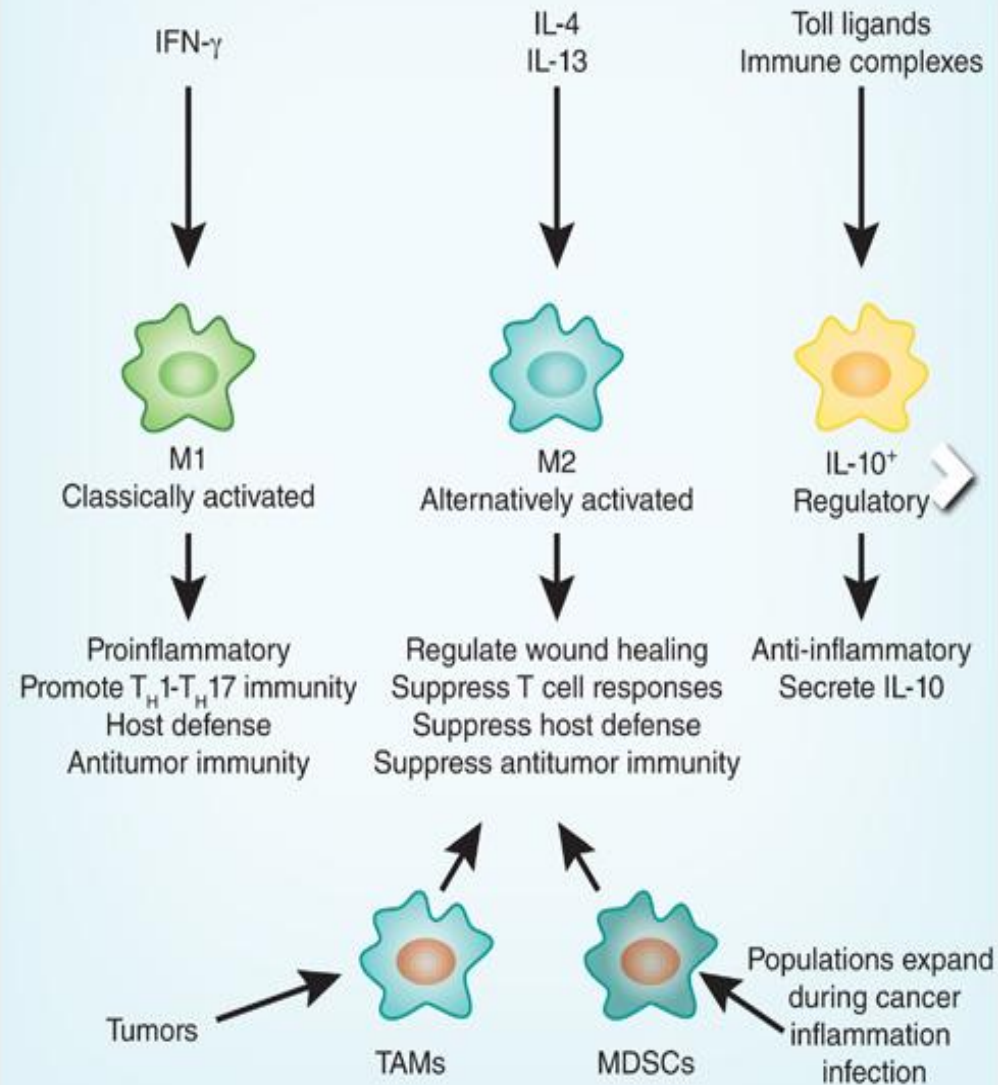 IFN-γ
IL-4
IL-13
Toll ligands
Immune complexes
M1
Classically activated
M2
Alternatively activated
IL-10⁺
Regulatory
Proinflammatory
Promote TH1-TH17 immunity
Host defense
Antitumor immunity
Regulate wound healing
Suppress T cell responses
Suppress host defense
Suppress antitumor immunity
Anti-inflammatory
Secrete IL-10
Tumors
TAMs
MDSCs
Populations expand
during cancer
inflammation
infection